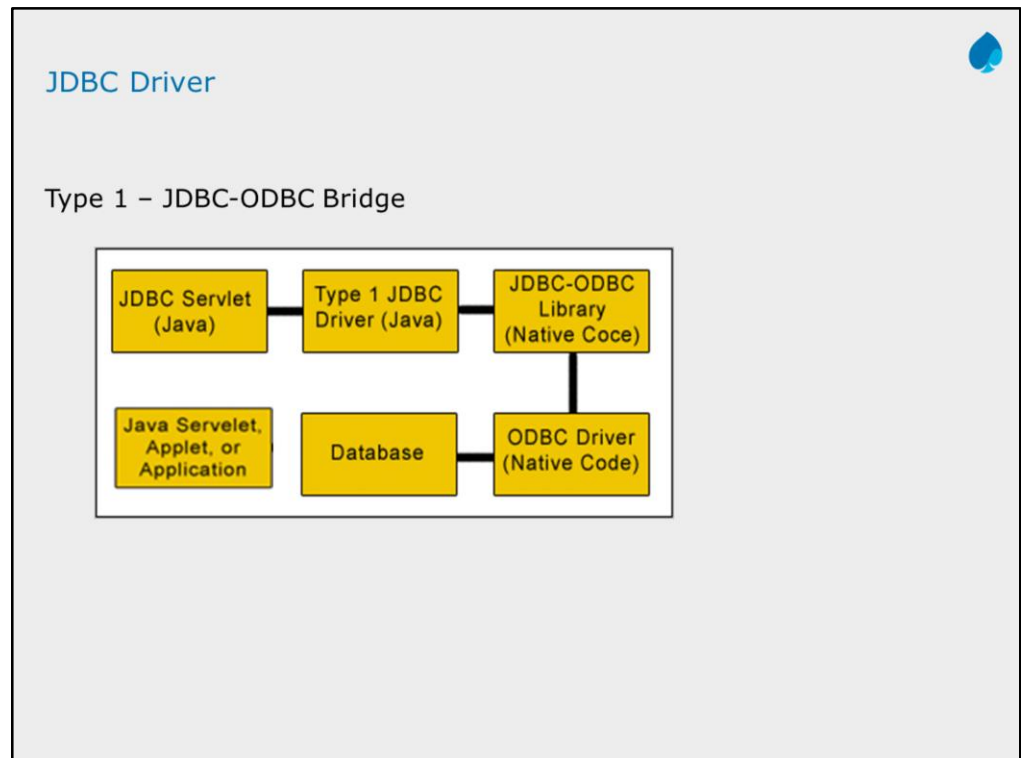 JDBC Driver
Type 1 – JDBC-ODBC Bridge
JDBC Servlet
(Java)
Type 1 JDBC
Driver (Java)
JDBC-ODBC
Library
(Native Coce)
Java Servelet,
Applet, or
Application
Database
ODBC Driver
(Native Code)